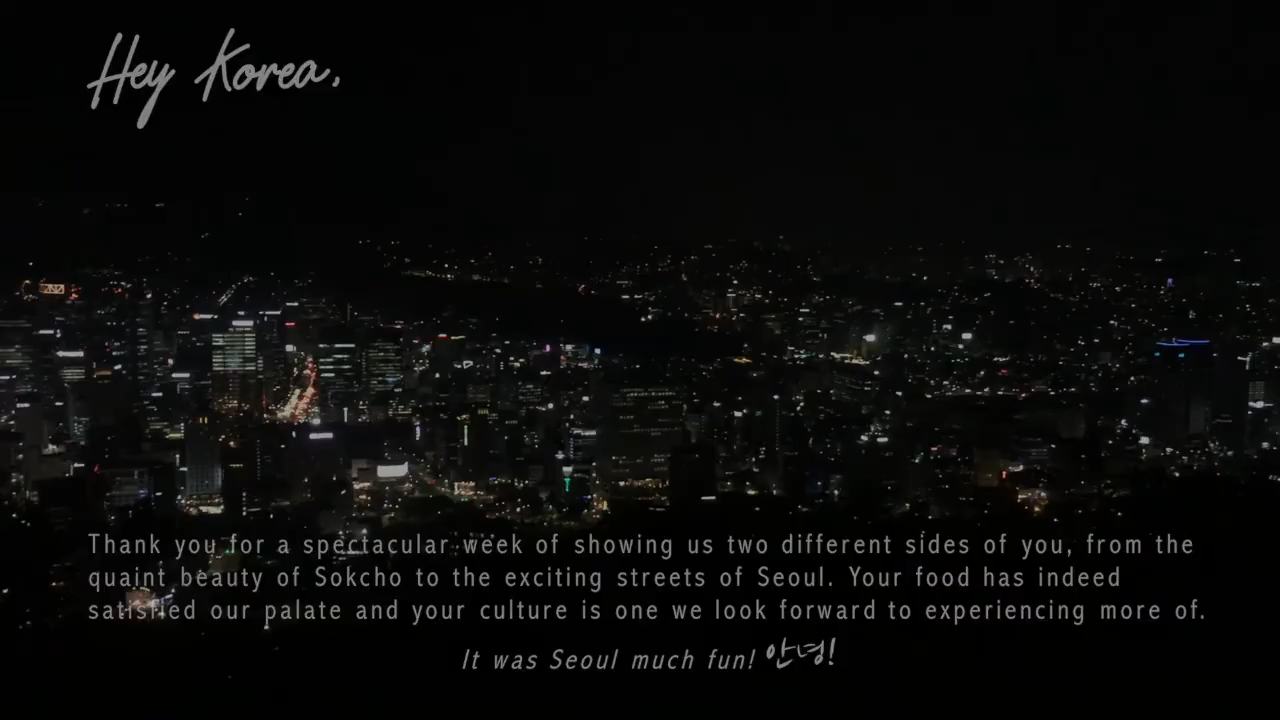 Hey Korea,
Thank you for a spectacular week of showing us two different sides of you, from the
quaint beauty of Sokcho to the exciting streets of Seoul. Your food has indeed
satisfied our palate and your culture is one we look forward to experiencing more of.
It was Seoul much fun! 안녕!